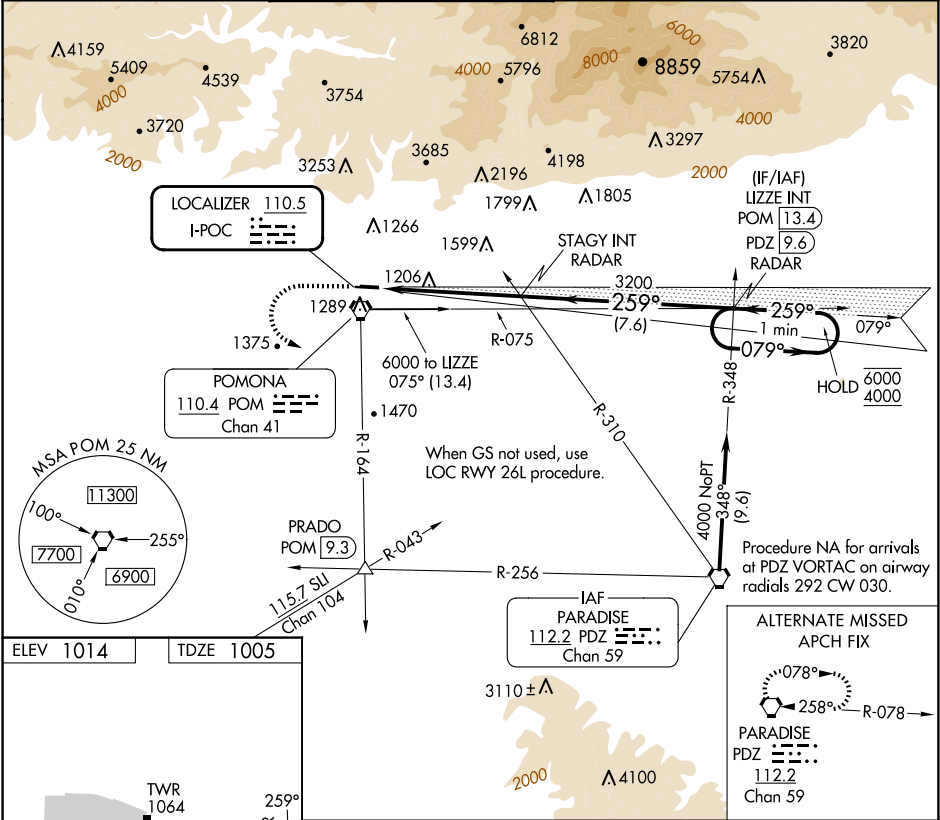 4159
5409
4000
4539
3720
2000
3754
3253
6812
4000
5796
8000
6000
8859
5754
3820
4000
3297
2000
3685
2196
4198
1799
1805
1266
1599
1206
LOCALIZER 110.5
I-POC
STAGY INT
RADAR
(IF/IAF)
LIZZE INT
POM 13.4
PDZ 9.6
RADAR
3200
259°
(7.6)
259°
1 min
079°
079°
1289
R-075
1375
6000 to LIZZE
075° (13.4)
HOLD 6000
4000
POMONA
110.4 POM
Chan 41
1470
R-164
R-310
R-348
When GS not used, use
LOC RWY 26L procedure.
4000 NoPT
348°
(9.6)
MSA POM 25 NM
11300
100°
255°
7700
6900
010°
PRADO
POM 9.3
R-043
R-256
115.7 SLI
Chan 104
Procedure NA for arrivals
at PDZ VORTAC on airway
radials 292 CW 030.
IAF
PARADISE
112.2 PDZ
Chan 59
ALTERNATE MISSED
APCH FIX
078°
258°
R-078
PARADISE
PDZ
112.2
Chan 59
3110±
2000
4100
ELEV 1014
TDZE 1005
TWR
1064
259°